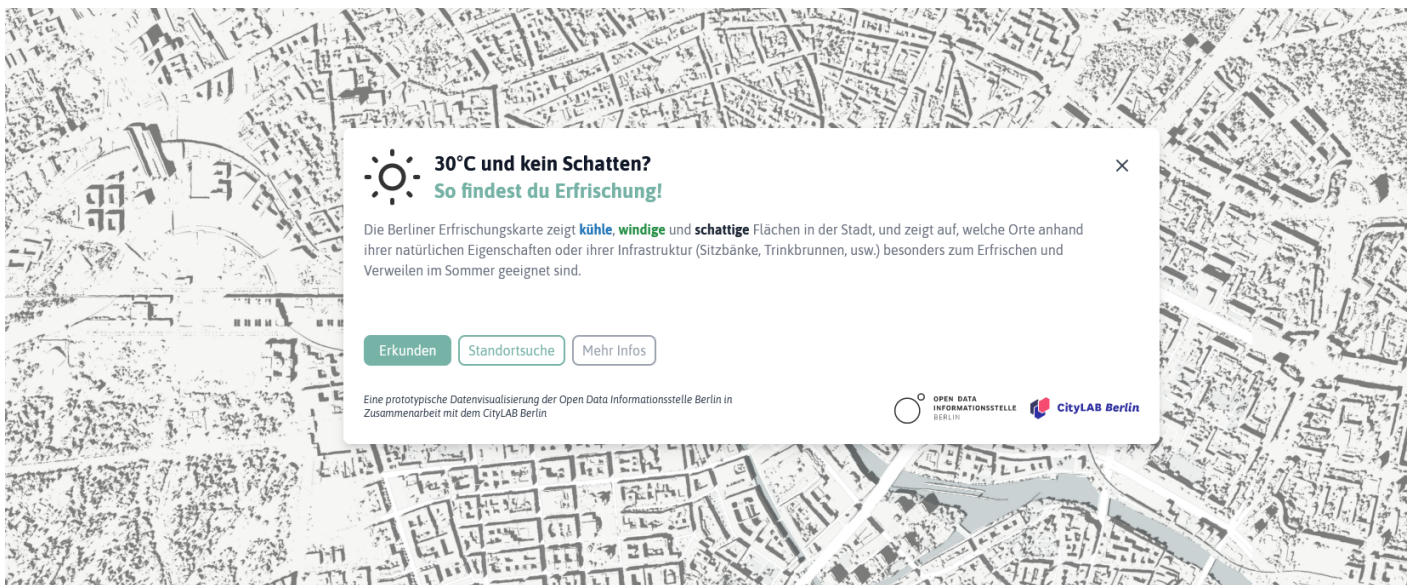 30°C und kein Schatten?
So findest du Erfrischung!
Die Berliner Erfrischungskarte zeigt kühle, windige und schattige Flächen in der Stadt, und zeigt auf, welche Orte anhand
ihrer natürlichen Eigenschaften oder ihrer Infrastruktur (Sitzbänke, Trinkbrunnen, usw.) besonders zum Erfrischen und
Verweilen im Sommer geeignet sind.
Erkunden
Standortsuche
Mehr Infos
Eine prototypische Datenvisualisierung der Open Data Informationsstelle Berlin in
Zusammenarbeit mit dem CityLAB Berlin
OPEN DATA
INFORMATIONSSTELLE
BERLIN
CityLAB Berlin